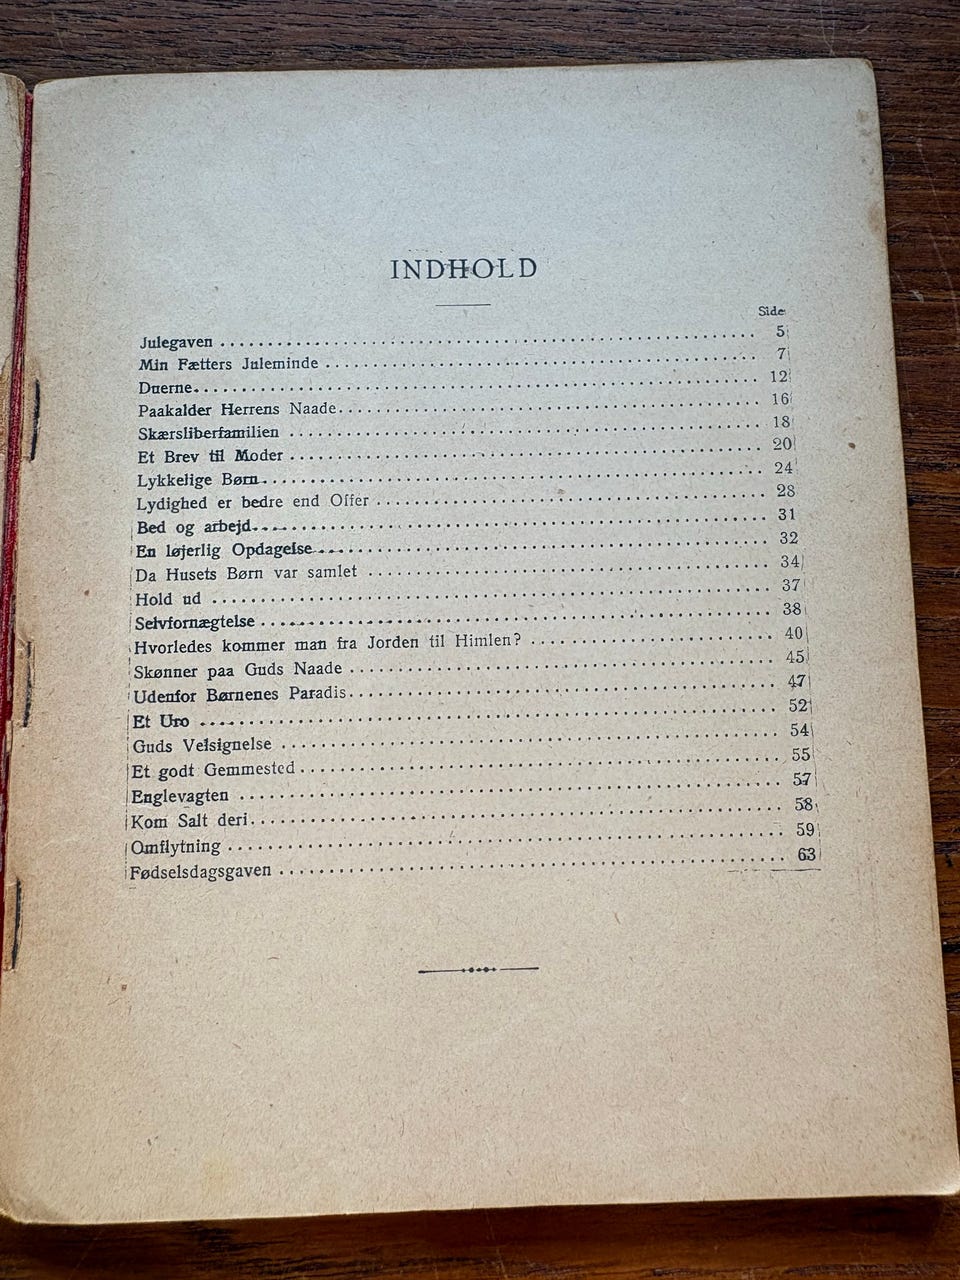 INDHOLD
Side
Julegaven 5
Min Fætters Juleminde 7
Duerne 12
Paakalder Herrens Naade 16
Skærsliberfamilien 18
Et Brev til Moder 20
Lykkelige Børn 24
Lydighed er bedre end Offer 28
Bed og arbejd 31
En løjerlig Opdagelse 32
Da Husets Børn var samlet 34
Hold ud 37
Selvfornægtelse 38
Hvorledes kommer man fra Jorden til Himlen? 40
Skønner paa Guds Naade 45
Udenfor Børnenes Paradis 47
Et Uro 52
Guds Velsignelse 54
Et godt Gemmested 55
Englevagten 57
Kom Salt deri 58
Omflytning 59
Fødselsdagsgaven 63